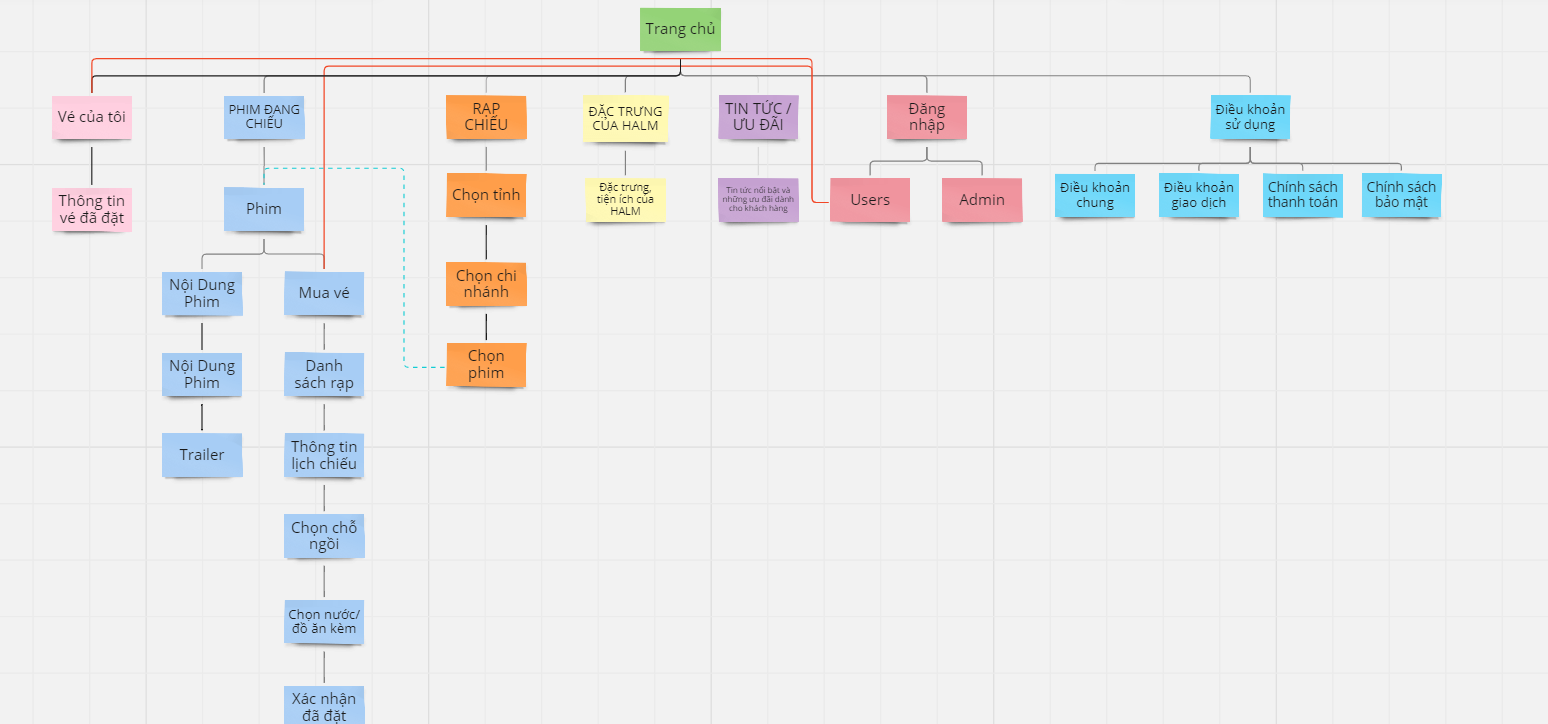 Trang chủ
Vé của tôi
PHIM ĐANG
CHIẾU
RẠP
CHIẾU
ĐẶC TRƯNG
CỦA HALM
TIN TỨC /
ƯU ĐÃI
Đăng
nhập
Điều khoản
sử dụng
Thông tin
vé đã đặt
Phim
Chọn tỉnh
Đặc trưng,
tiện ích của
HALM
Tin tức nổi bật và
những ưu đãi dành
cho khách hàng
Users
Admin
Điều khoản
chung
Điều khoản
giao dịch
Chính sách
thanh toán
Chính sách
bảo mật
Nội Dung
Phim
Mua vé
Chọn chi
nhánh
Nội Dung
Phim
Danh
sách rạp
Chọn
phim
Trailer
Thông tin
lịch chiếu
Chọn chỗ
ngồi
Chọn nước/
đồ ăn kèm
Xác nhận
đã đặt